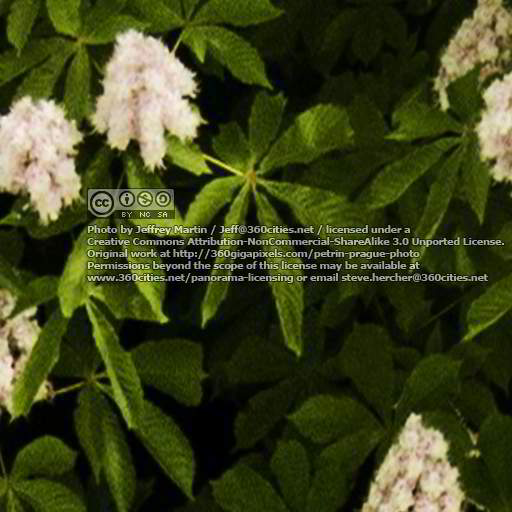 cc
BY NC SA
Photo by Jeffrey Martin / Jeff@360cities.net / licensed under a
Creative Commons Attribution-NonCommercial-ShareAlike 3.0 Unported License.
Original work at http://360gigapixels.com/petrin-prague-photo
Permissions beyond the scope of this license may be available at
www.360cities.net/panorama-licensing or email steve.hercher@360cities.net